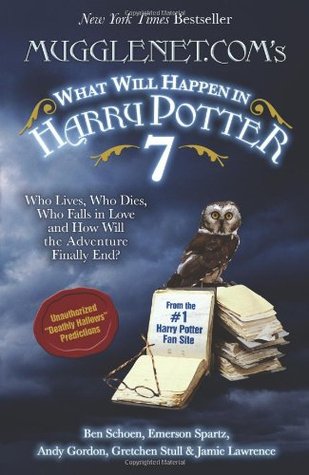 New York Times Bestseller
MUGGLENET.COM's
WHAT WILL HAPPEN IN
HARRY POTTER
7
Who Lives, Who Dies,
Who Falls in Love
and How Will
the Adventure
Finally End?
Unauthorized
"Deathly Hallows"
Predictions
From the
#1
Harry Potter
Fan Site
Ben Schoen, Emerson Spartz,
Andy Gordon, Gretchen Stull & Jamie Lawrence